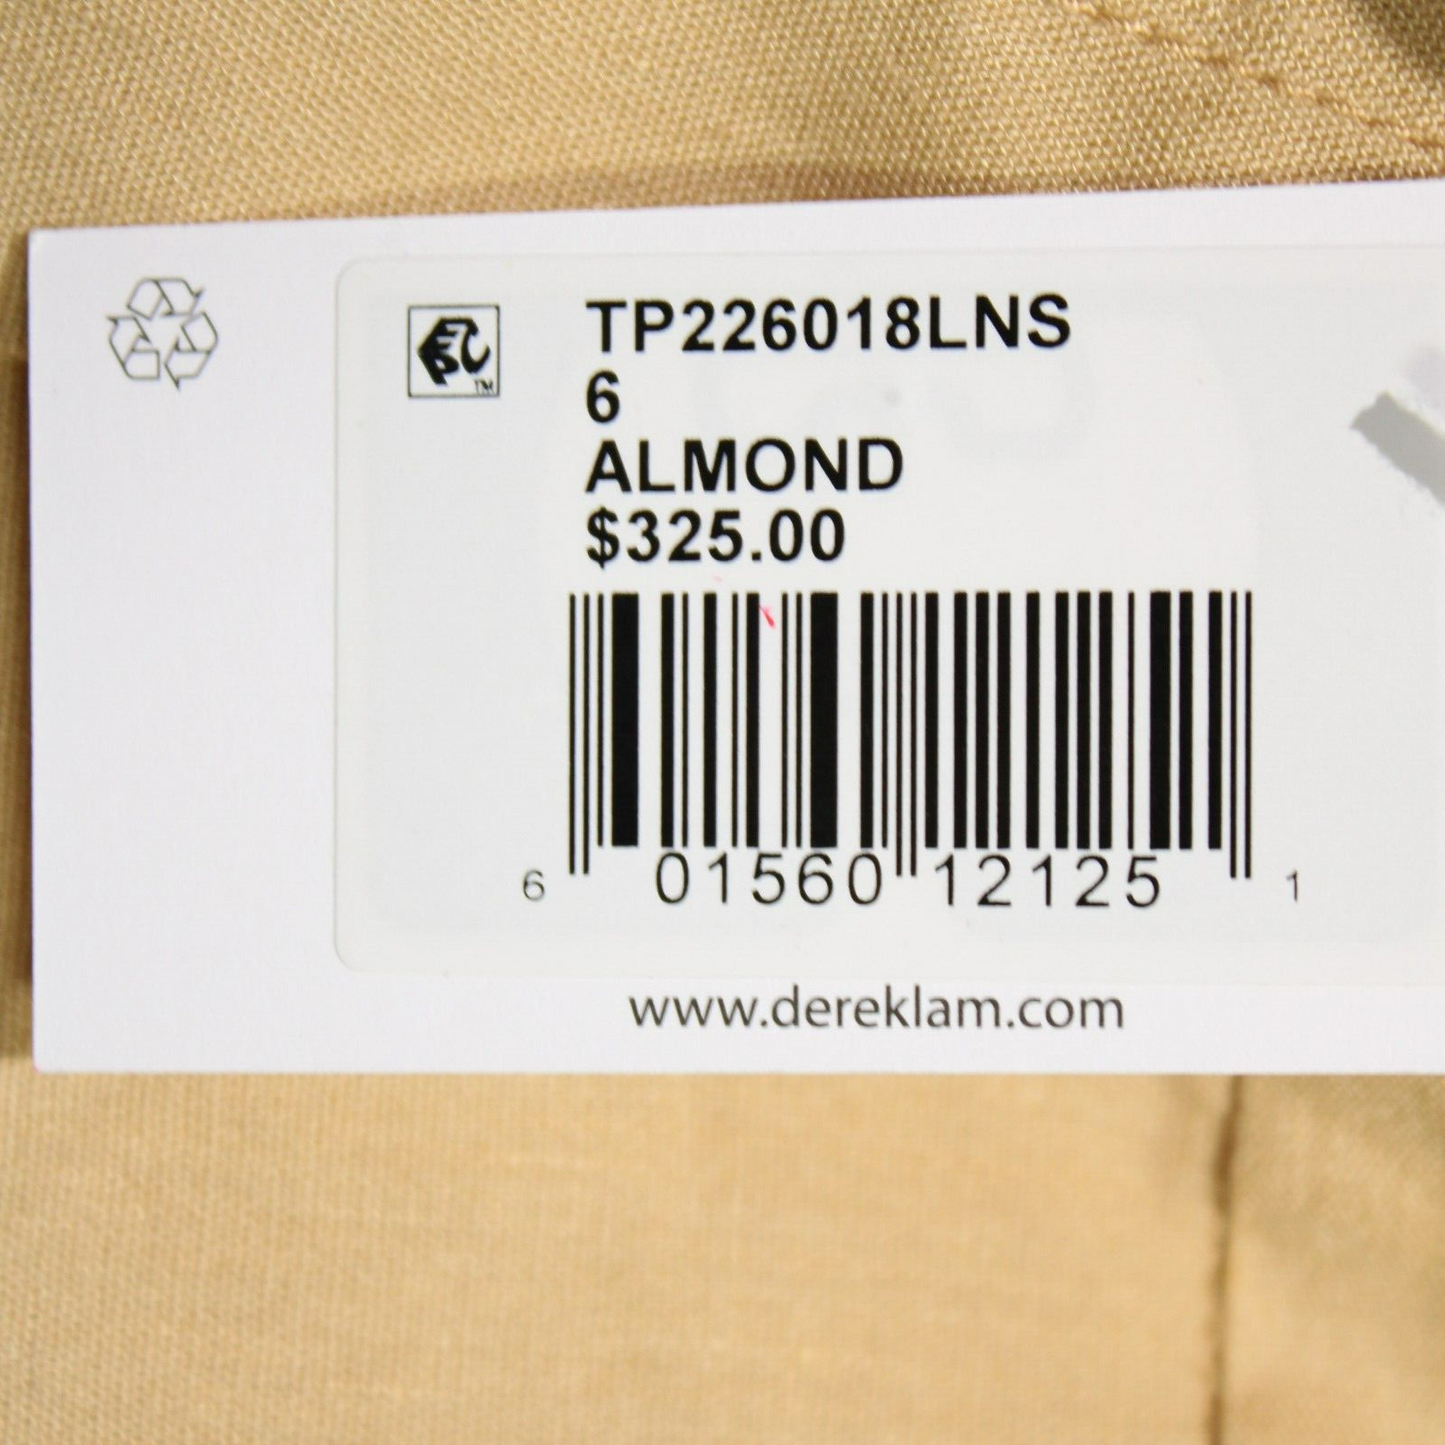 TP226018LNS
6
ALMOND
$325.00
6 01560 12125 1
www.dereklam.com